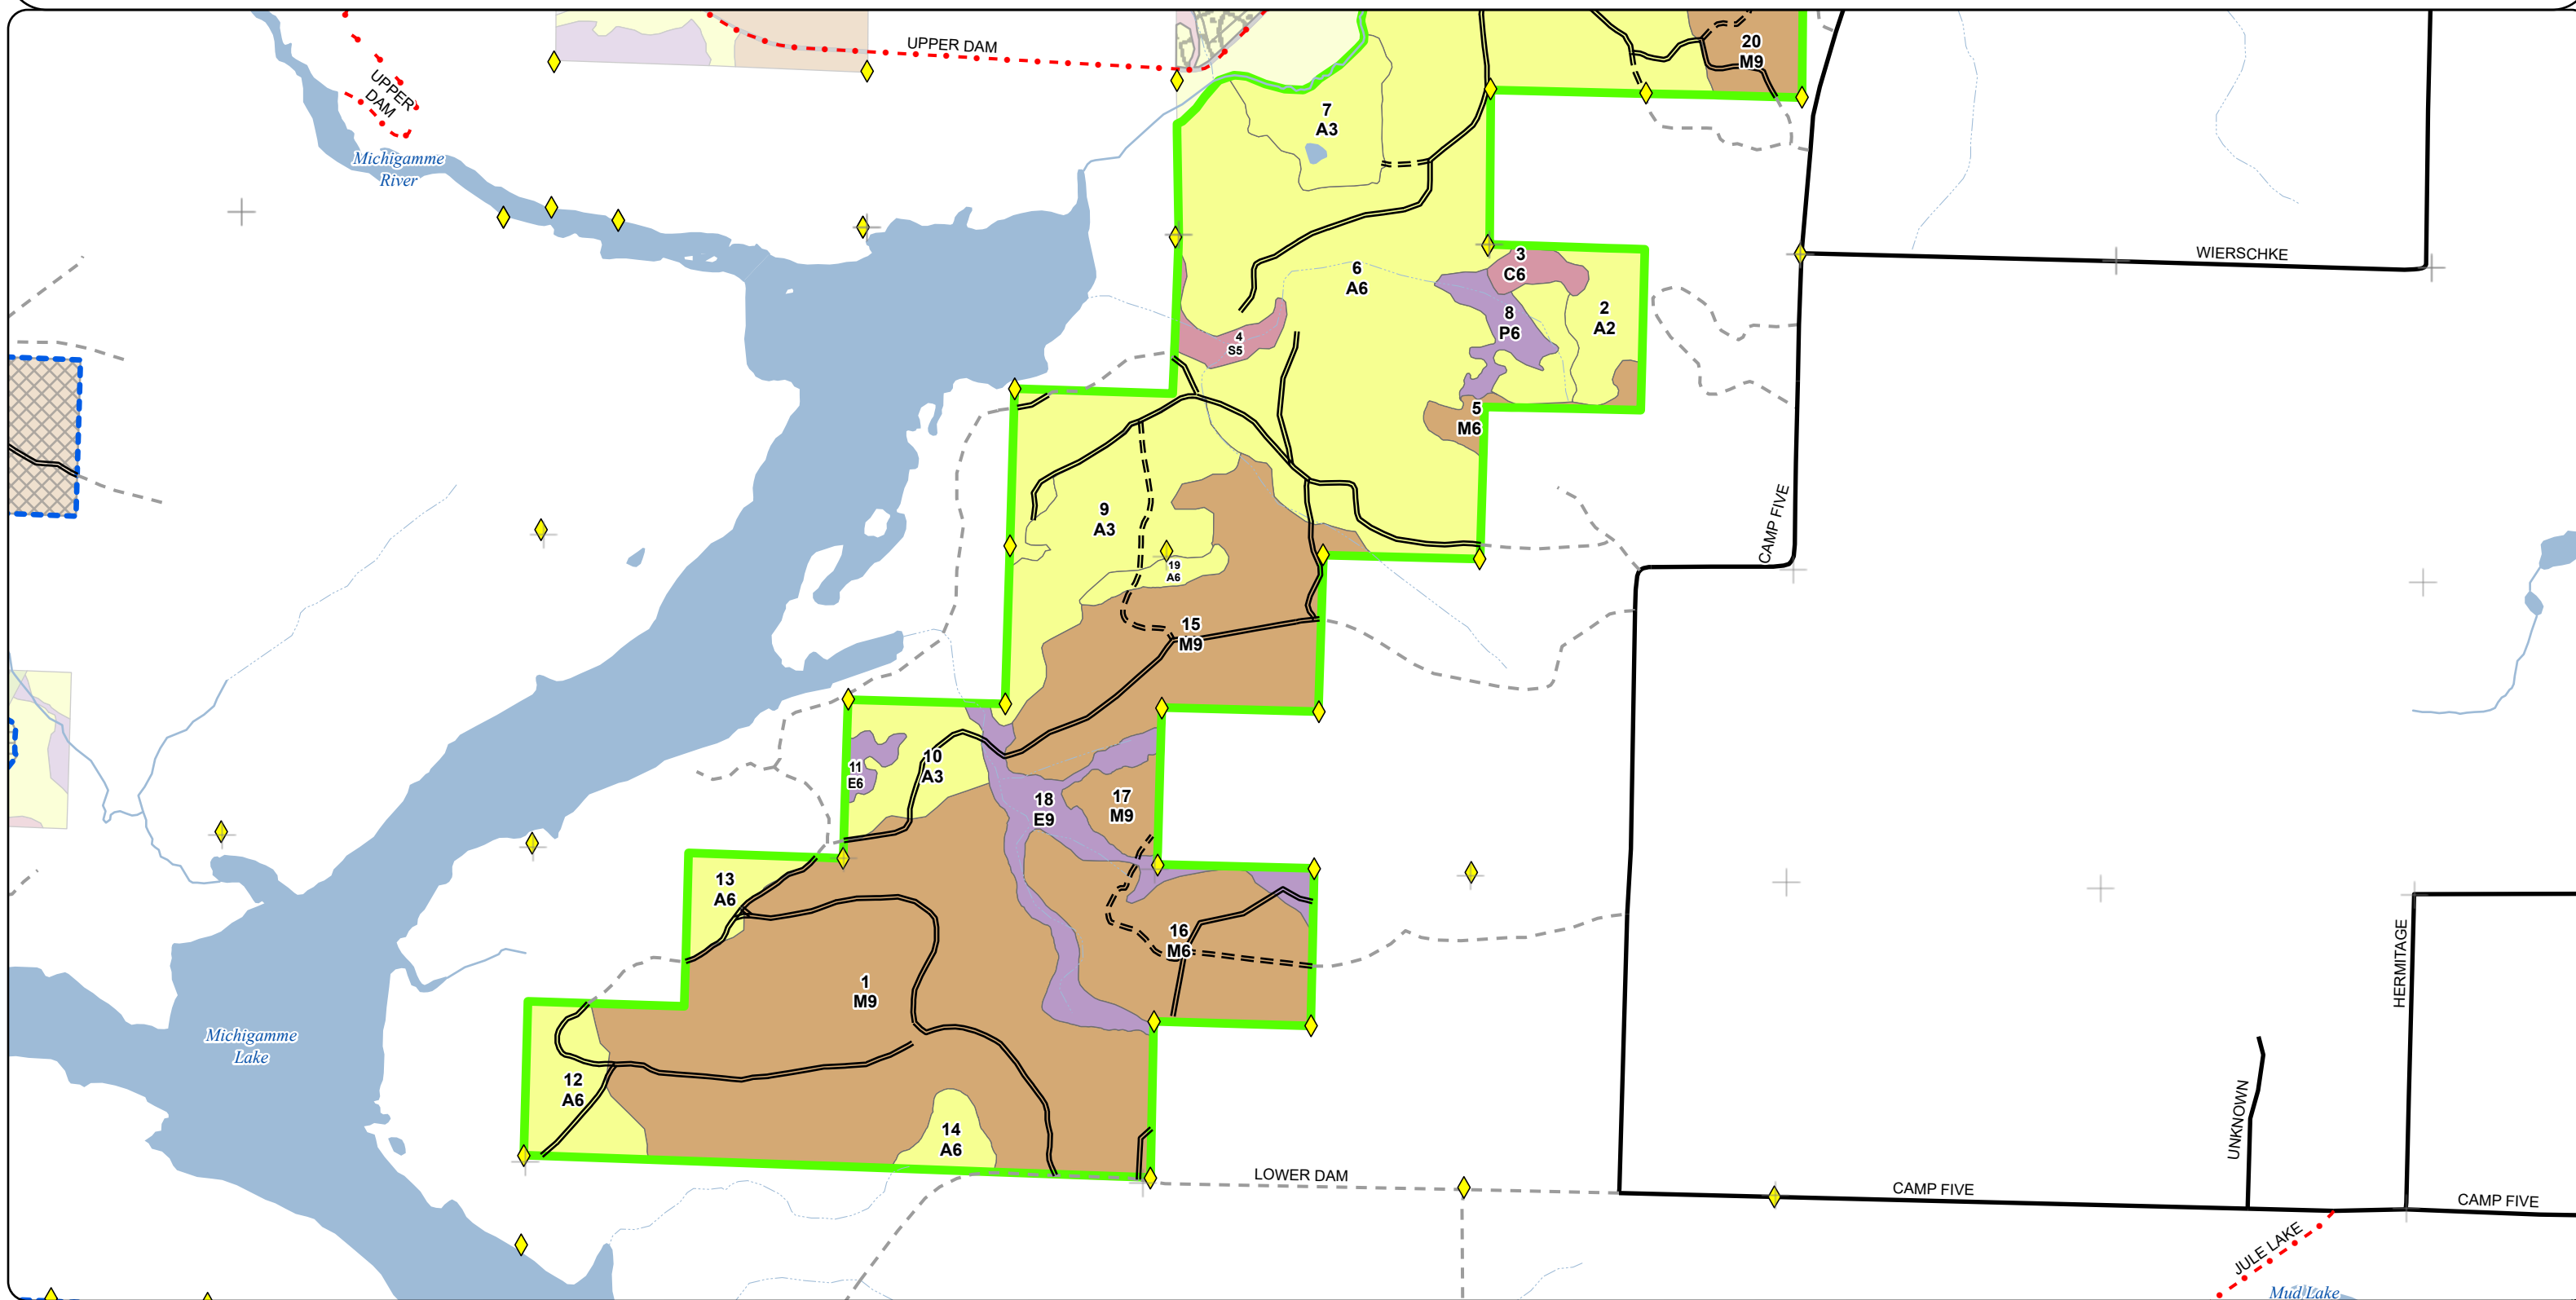 UPPER DAM
20
M9
UPPER
DAM
7
A3
Michigamme
River
WIERSCHKE
3
C6
6
A6
2
A2
8
P6
4
S5
5
M6
CAMP FIVE
9
A3
19
A6
15
M9
10
A3
11
E6
18
E9
17
M9
13
A6
16
M6
HERMITAGE
1
M9
Michigamme
Lake
12
A6
UNKNOWN
14
A6
LOWER DAM
CAMP FIVE
CAMP FIVE
JULE LAKE
Mud Lake